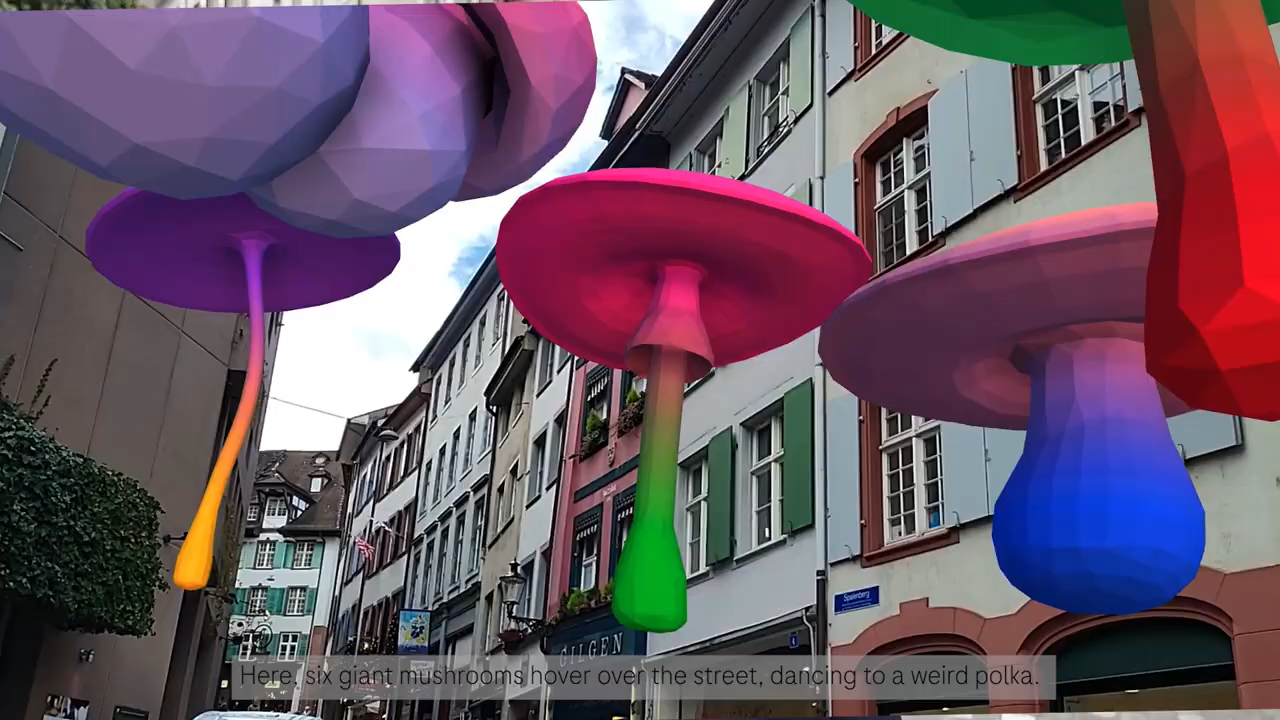 Spalenberg
GILGEN
Here, six giant mushrooms hover over the street, dancing to a weird polka.